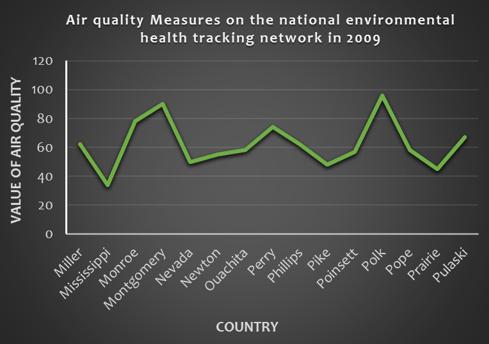 Air quality Measures on the national environmental
health tracking network in 2009
VALUE OF AIR QUALITY
120
100
80
60
40
20
0
Miller
Mississippi
Monroe
Montgomery
Nevada
Newton
Ouachita
Perry
Phillips
Pike
Poinsett
Polk
Pope
Prairie
Pulaski
COUNTRY